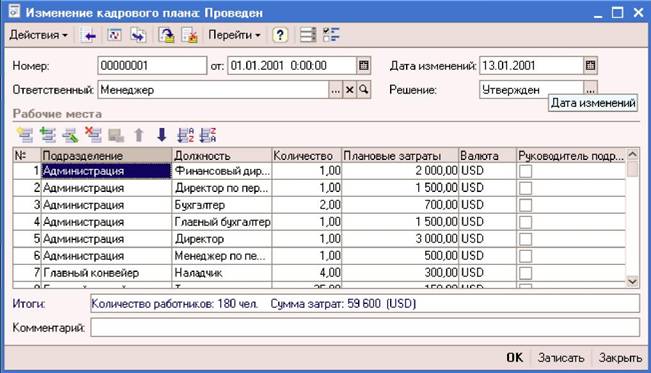 Изменение кадрового плана: Проведен
Действия Перейти ?
Номер: 00000001 от: 01.01.2001 0:00:00 Дата изменений: 13.01.2001
Ответственный: Менеджер ... Решение: Утвержден ...
Дата изменений
Рабочие места
№ Подразделение Должность Количество Плановые затраты Валюта Руководитель подр...
1 Администрация Финансовый дир... 1,00 2 000,00 USD
2 Администрация Директор по пер... 1,00 1 500,00 USD
3 Администрация Бухгалтер 2,00 700,00 USD
4 Администрация Главный бухгалтер 1,00 1 500,00 USD
5 Администрация Директор 1,00 3 000,00 USD
6 Администрация Менеджер по пе... 1,00 500,00 USD
7 Главный конвейер Наладчик 4,00 300,00 USD
Итоги: Количество работников: 180 чел. Сумма затрат: 59 600 (USD)
Комментарий:
OK Записать Закрыть